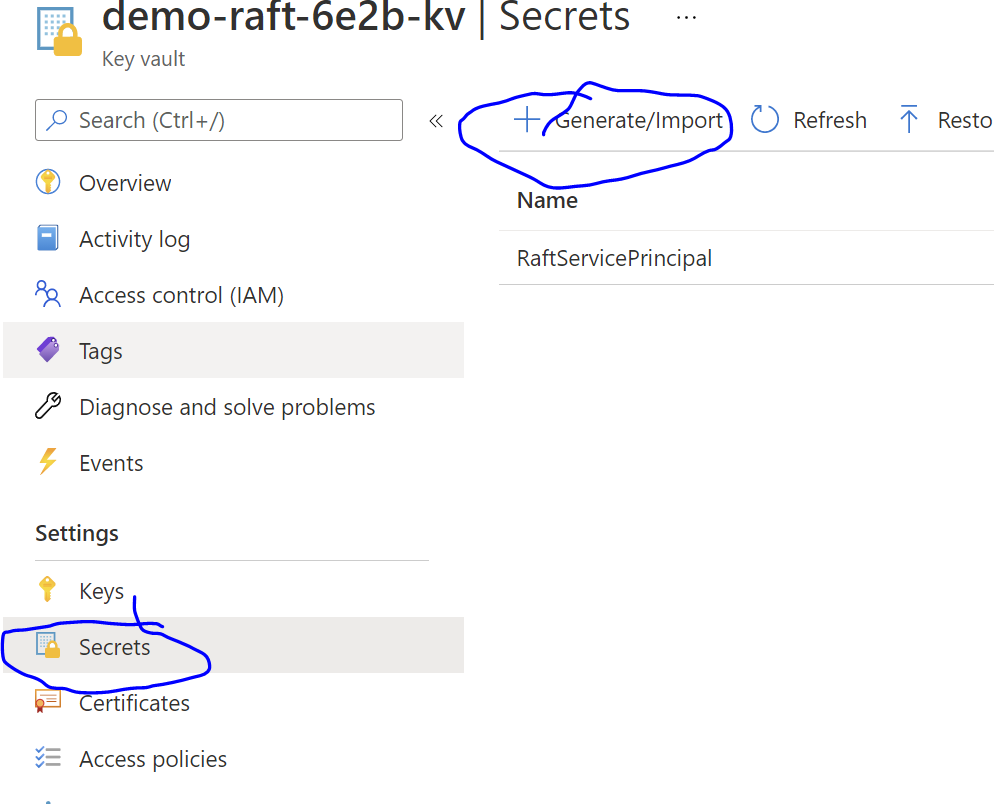 demo-raft-6e2b-kv | Secrets ...
Key vault
Search (Ctrl+/)
«
Generate/Import
Refresh
Resto
Overview
Activity log
Access control (IAM)
Tags
Diagnose and solve problems
Events
Settings
Keys
Secrets
Certificates
Access policies
Name
RaftServicePrincipal